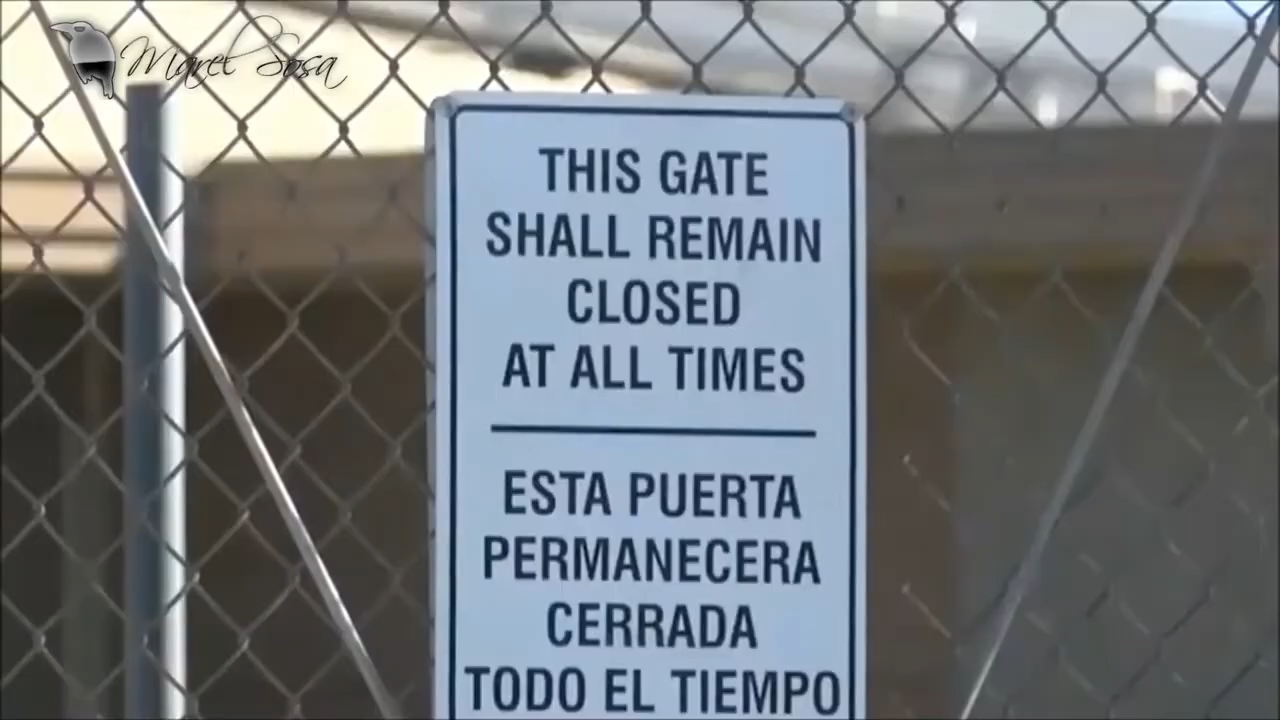 Marel Sosa
THIS GATE
SHALL REMAIN
CLOSED
AT ALL TIMES
ESTA PUERTA
PERMANECERA
CERRADA
TODO EL TIEMPO